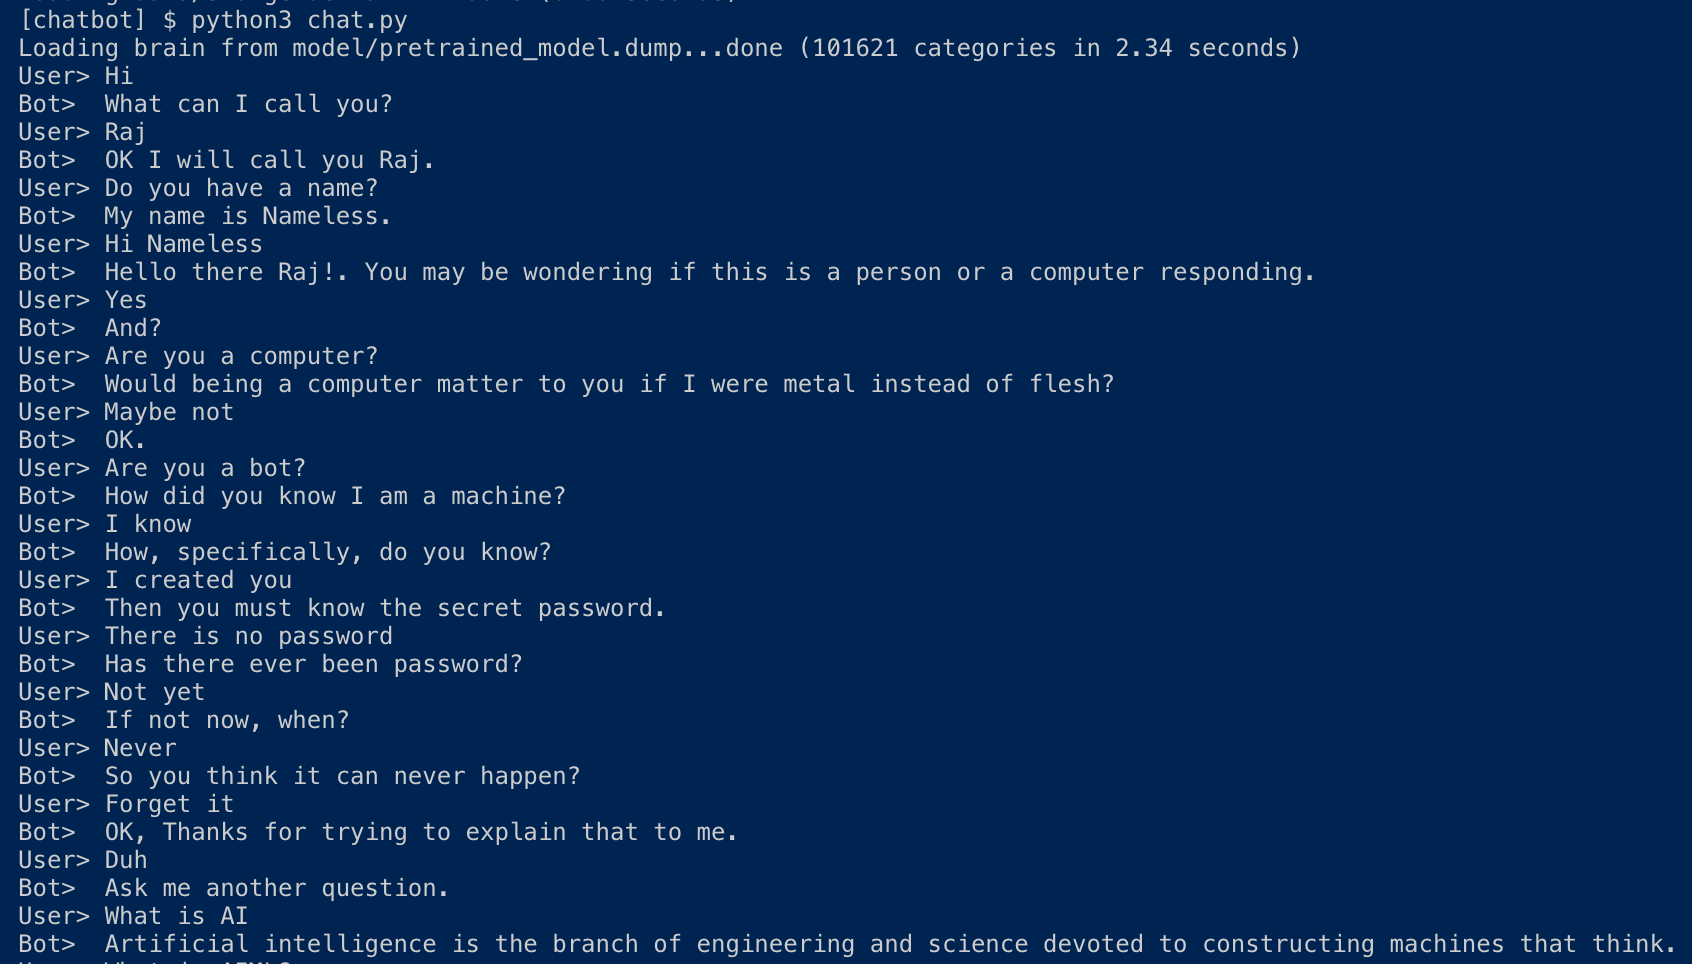 [chatbot] $ python3 chat.py
Loading brain from model/pretrained_model.dump...done (101621 categories in 2.34 seconds)
User> Hi
Bot>  What can I call you?
User> Raj
Bot>  OK I will call you Raj.
User> Do you have a name?
Bot>  My name is Nameless.
User> Hi Nameless
Bot>  Hello there Raj!. You may be wondering if this is a person or a computer responding.
User> Yes
Bot>  And?
User> Are you a computer?
Bot>  Would being a computer matter to you if I were metal instead of flesh?
User> Maybe not
Bot>  OK.
User> Are you a bot?
Bot>  How did you know I am a machine?
User> I know
Bot>  How, specifically, do you know?
User> I created you
Bot>  Then you must know the secret password.
User> There is no password
Bot>  Has there ever been password?
User> Not yet
Bot>  If not now, when?
User> Never
Bot>  So you think it can never happen?
User> Forget it
Bot>  OK, Thanks for trying to explain that to me.
User> Duh
Bot>  Ask me another question.
User> What is AI
Bot>  Artificial intelligence is the branch of engineering and science devoted to constructing machines that think.